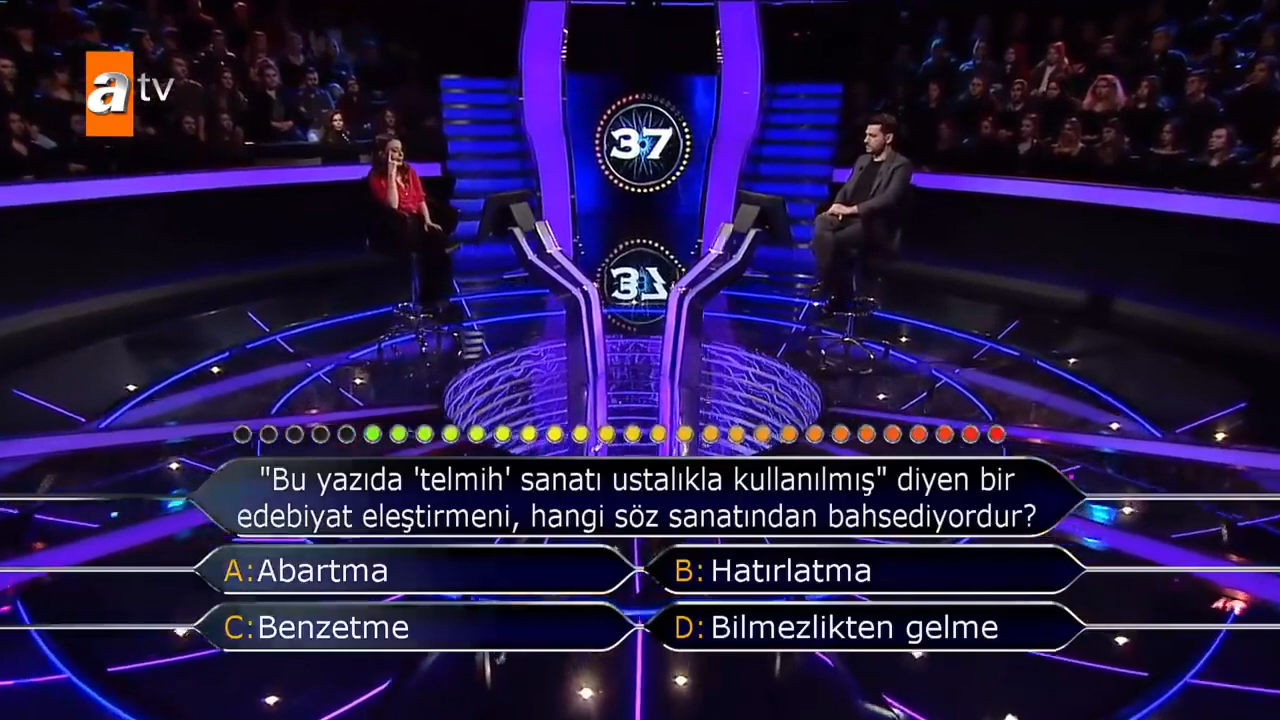 a tv
37
"Bu yazıda 'telmih' sanatı ustalıkla kullanılmış" diyen bir
edebiyat eleştirmeni, hangi söz sanatından bahsediyordur?
A: Abartma
B: Hatırlatma
C: Benzetme
D: Bilmezlikten gelme